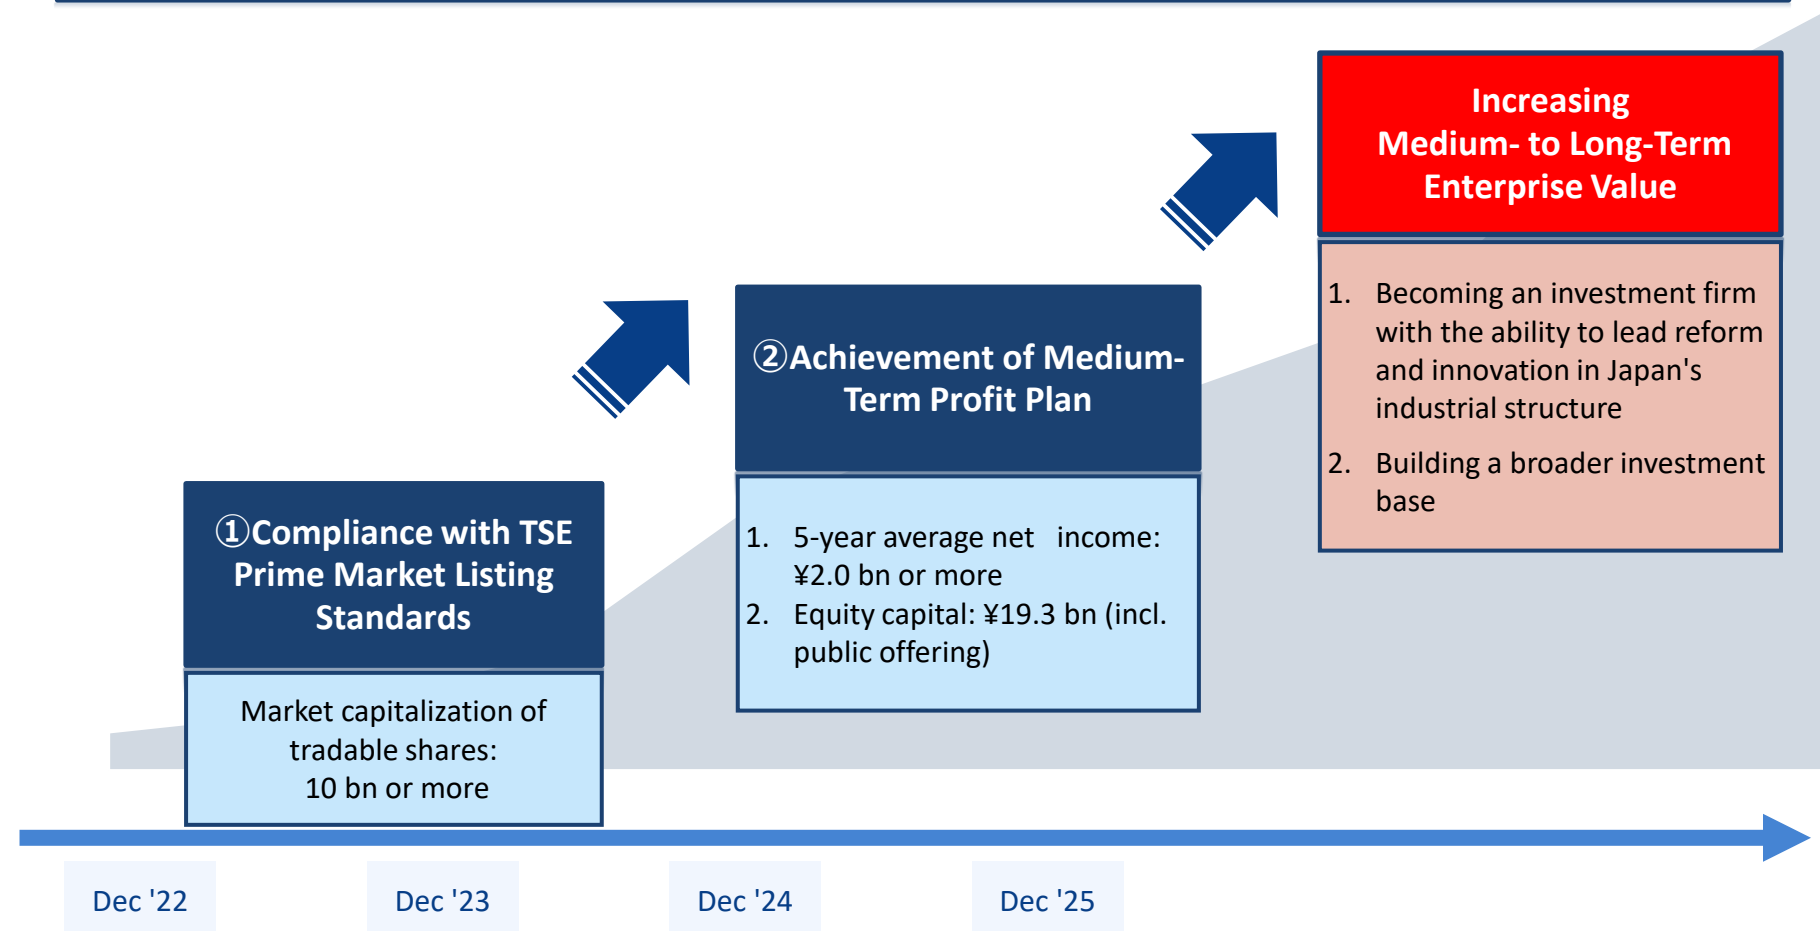 ①Compliance with TSE
Prime Market Listing
Standards
Market capitalization of
tradable shares:
10 bn or more
②Achievement of Medium-
Term Profit Plan
1. 5-year average net income:
¥2.0 bn or more
2. Equity capital: ¥19.3 bn (incl.
public offering)
Increasing
Medium- to Long-Term
Enterprise Value
1. Becoming an investment firm
with the ability to lead reform
and innovation in Japan's
industrial structure
2. Building a broader investment
base
Dec '22
Dec '23
Dec '24
Dec '25